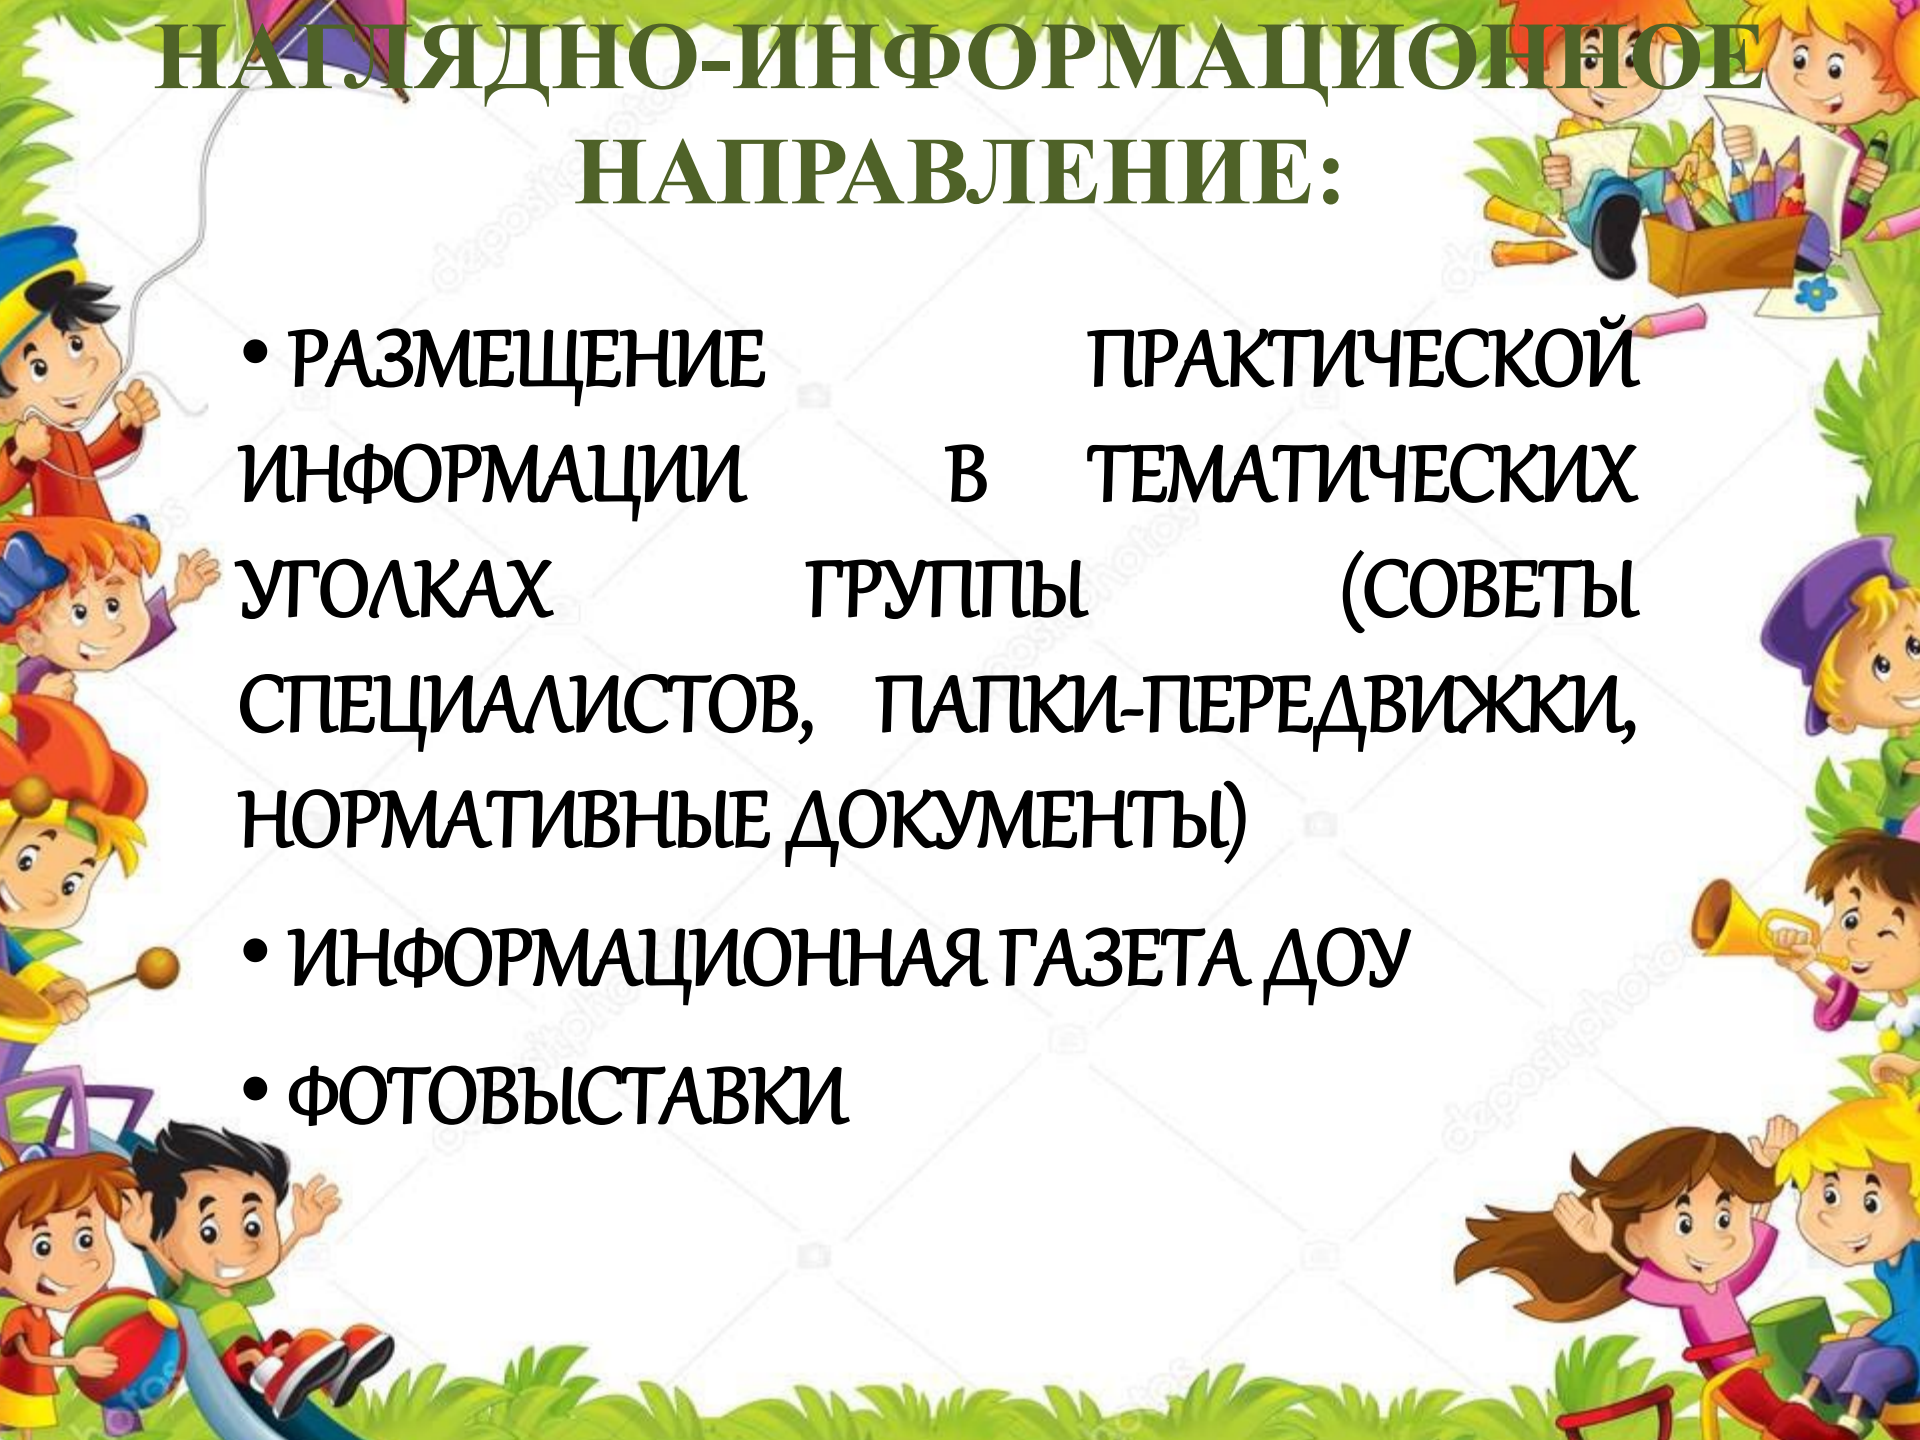 НАГЛЯДНО-ИНФОРМАЦИОННОЕ
НАПРАВЛЕНИЕ:
• РАЗМЕЩЕНИЕ ПРАКТИЧЕСКОЙ
ИНФОРМАЦИИ В ТЕМАТИЧЕСКИХ
УГОЛКАХ ГРУППЫ (СОВЕТЫ
СПЕЦИАЛИСТОВ, ПАПКИ-ПЕРЕДВИЖКИ,
НОРМАТИВНЫЕ ДОКУМЕНТЫ)
• ИНФОРМАЦИОННАЯ ГАЗЕТА ДОУ
• ФОТОВЫСТАВКИ